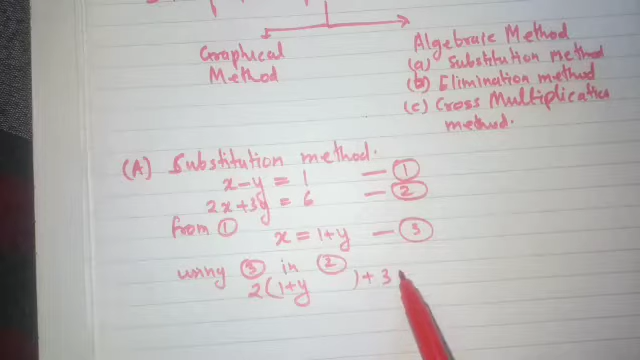 Graphical
Method
Algebraic Method
(a) Substitution method
(b) Elimination method
(c) Cross Multiplication
method.
(A) Substitution method.
x-y = 1 — ①
2x+3y = 6 — ②
from ①
x = 1+y — ③
using ③ in ②
2(1+y ) + 3